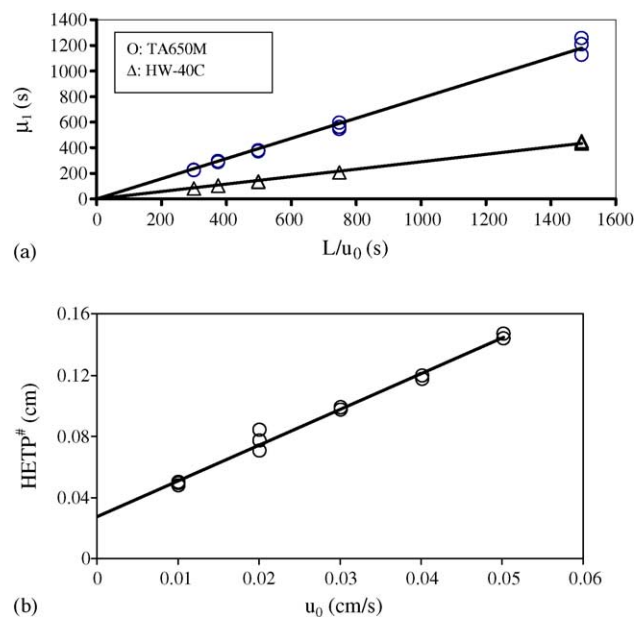 1400
1200
1000
800
600
400
200
0
μ₁ (s)
O: TA650M
Δ: HW-40C
0 200 400 600 800 1000 1200 1400 1600
L/u₀ (s)
(a)
0.16
0.12
0.08
0.04
0
HETP# (cm)
0 0.01 0.02 0.03 0.04 0.05 0.06
u₀ (cm/s)
(b)